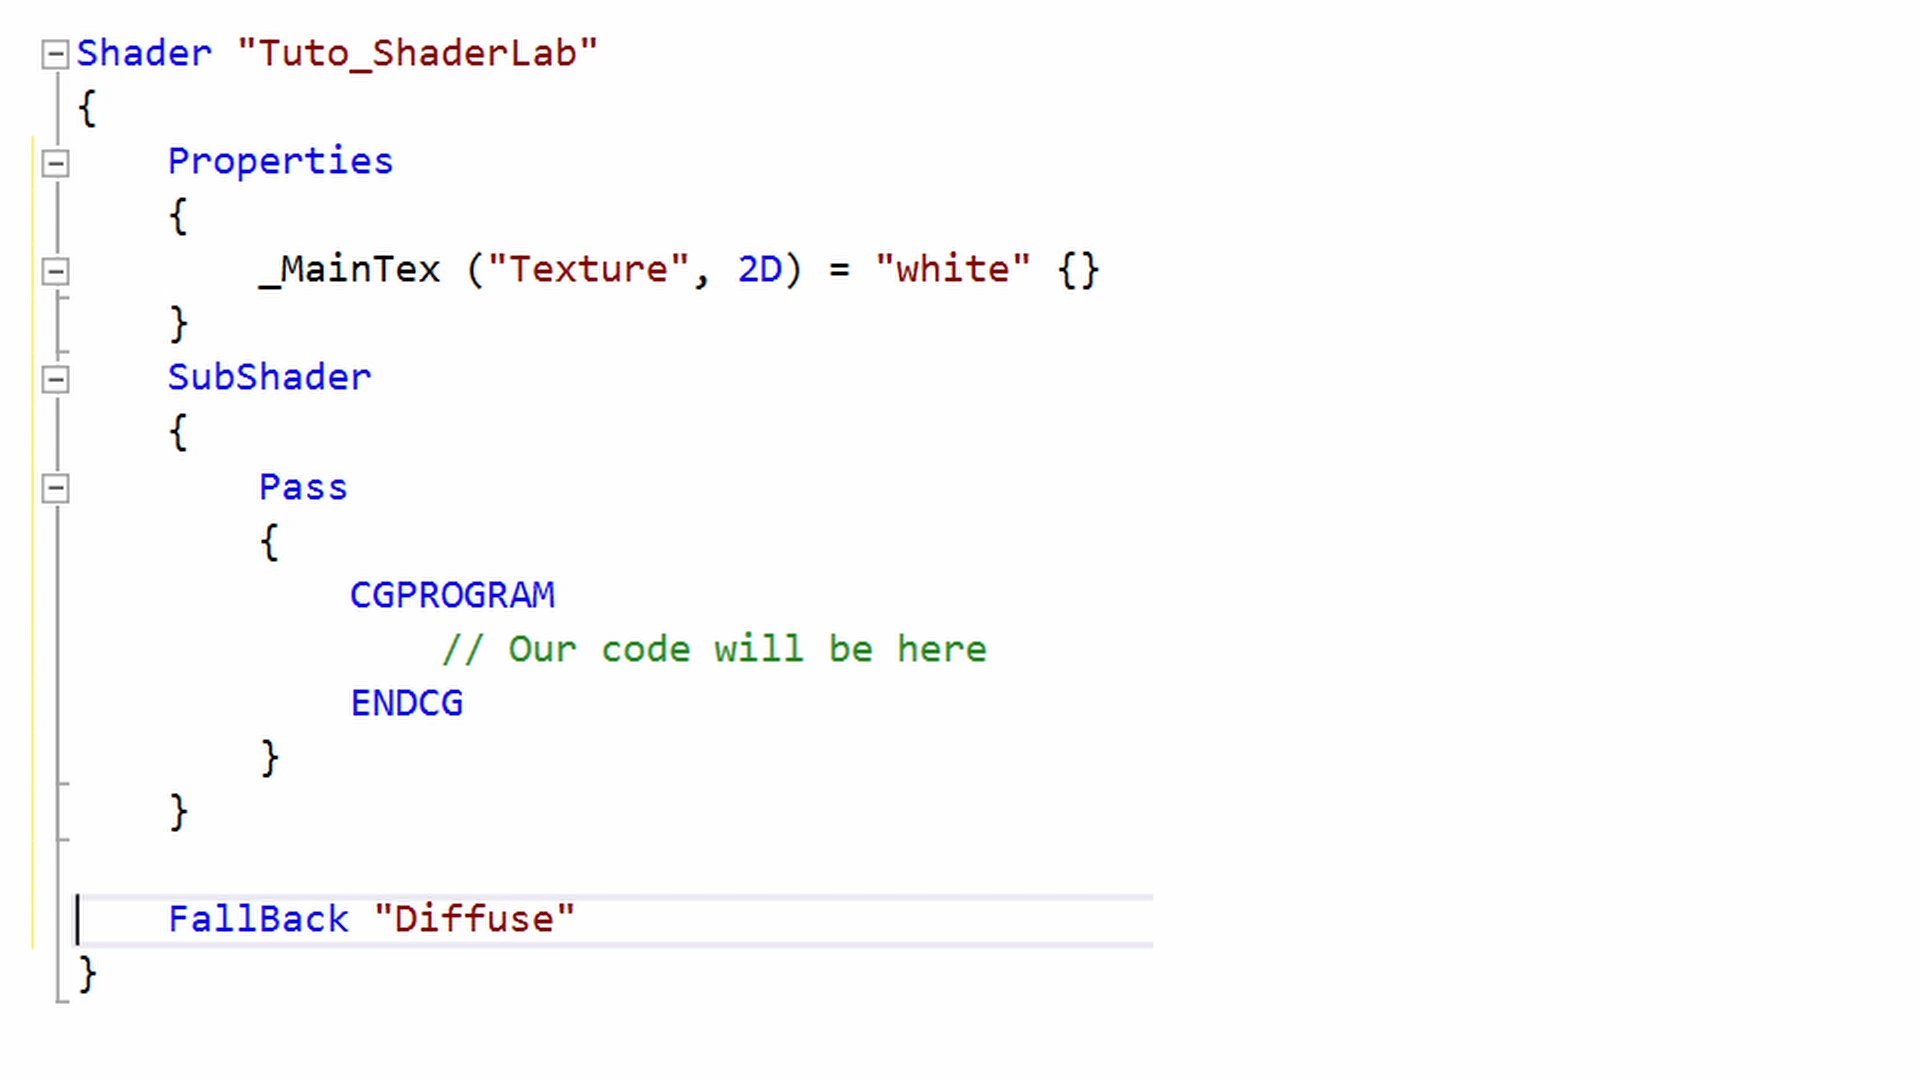 Shader "Tuto_ShaderLab"
{
    Properties
    {
        _MainTex ("Texture", 2D) = "white" {}
    }
    SubShader
    {
        Pass
        {
            CGPROGRAM
                // Our code will be here
            ENDCG
        }
    }

    FallBack "Diffuse"
}